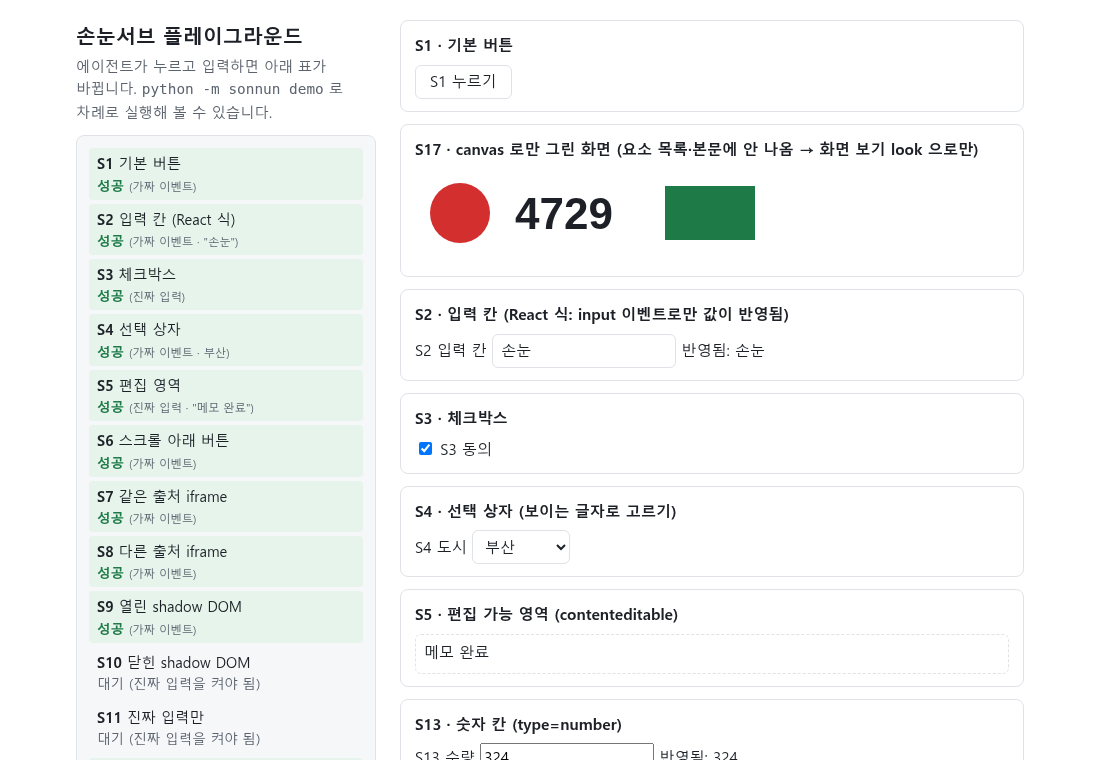 손눈서브 플레이그라운드
에이전트가 누르고 입력하면 아래 표가
바뀝니다. python -m sonnun demo 로
차례로 실행해 볼 수 있습니다.
S1 기본 버튼
성공 (가짜 이벤트)
S2 입력 칸 (React 식)
성공 (가짜 이벤트 · "손눈")
S3 체크박스
성공 (진짜 입력)
S4 선택 상자
성공 (가짜 이벤트 · 부산)
S5 편집 영역
성공 (진짜 입력 · "메모 완료")
S6 스크롤 아래 버튼
성공 (가짜 이벤트)
S7 같은 출처 iframe
성공 (가짜 이벤트)
S8 다른 출처 iframe
성공 (가짜 이벤트)
S9 열린 shadow DOM
성공 (가짜 이벤트)
S10 닫힌 shadow DOM
대기 (진짜 입력을 켜야 됨)
S11 진짜 입력만
대기 (진짜 입력을 켜야 됨)
S1 · 기본 버튼
S1 누르기
S17 · canvas 로만 그린 화면 (요소 목록·본문에 안 나옴 → 화면 보기 look 으로만)
4729
S2 · 입력 칸 (React 식: input 이벤트로만 값이 반영됨)
S2 입력 칸 손눈 반영됨: 손눈
S3 · 체크박스
S3 동의
S4 · 선택 상자 (보이는 글자로 고르기)
S4 도시 부산
S5 · 편집 가능 영역 (contenteditable)
메모 완료
S13 · 숫자 칸 (type=number)
S13 수량 324 반영됨: 324